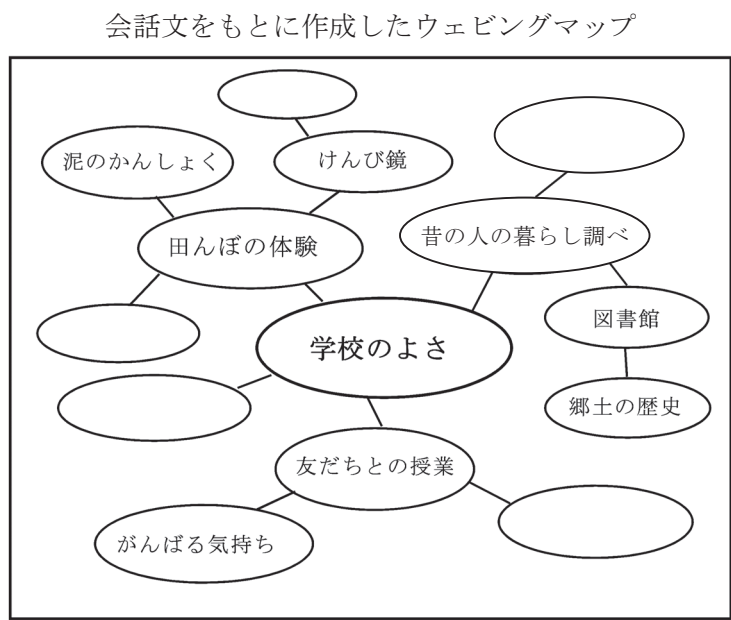 会話文をもとに作成したウェビングマップ
泥のかんしょく
けんび鏡
田んぼの体験
昔の人の暮らし調べ
図書館
学校のよさ
郷土の歴史
友だちとの授業
がんばる気持ち